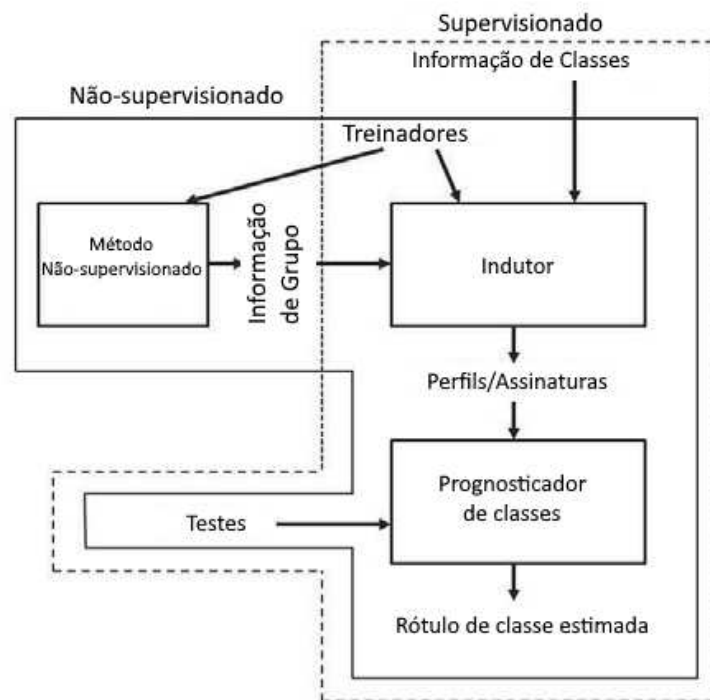 Supervisionado
Informação de Classes
Não-supervisionado
Treinadores
Método
Não-supervisionado
Informação
de Grupo
Indutor
Perfils/Assinaturas
Prognosticador
de classes
Testes
Rótulo de classe estimada